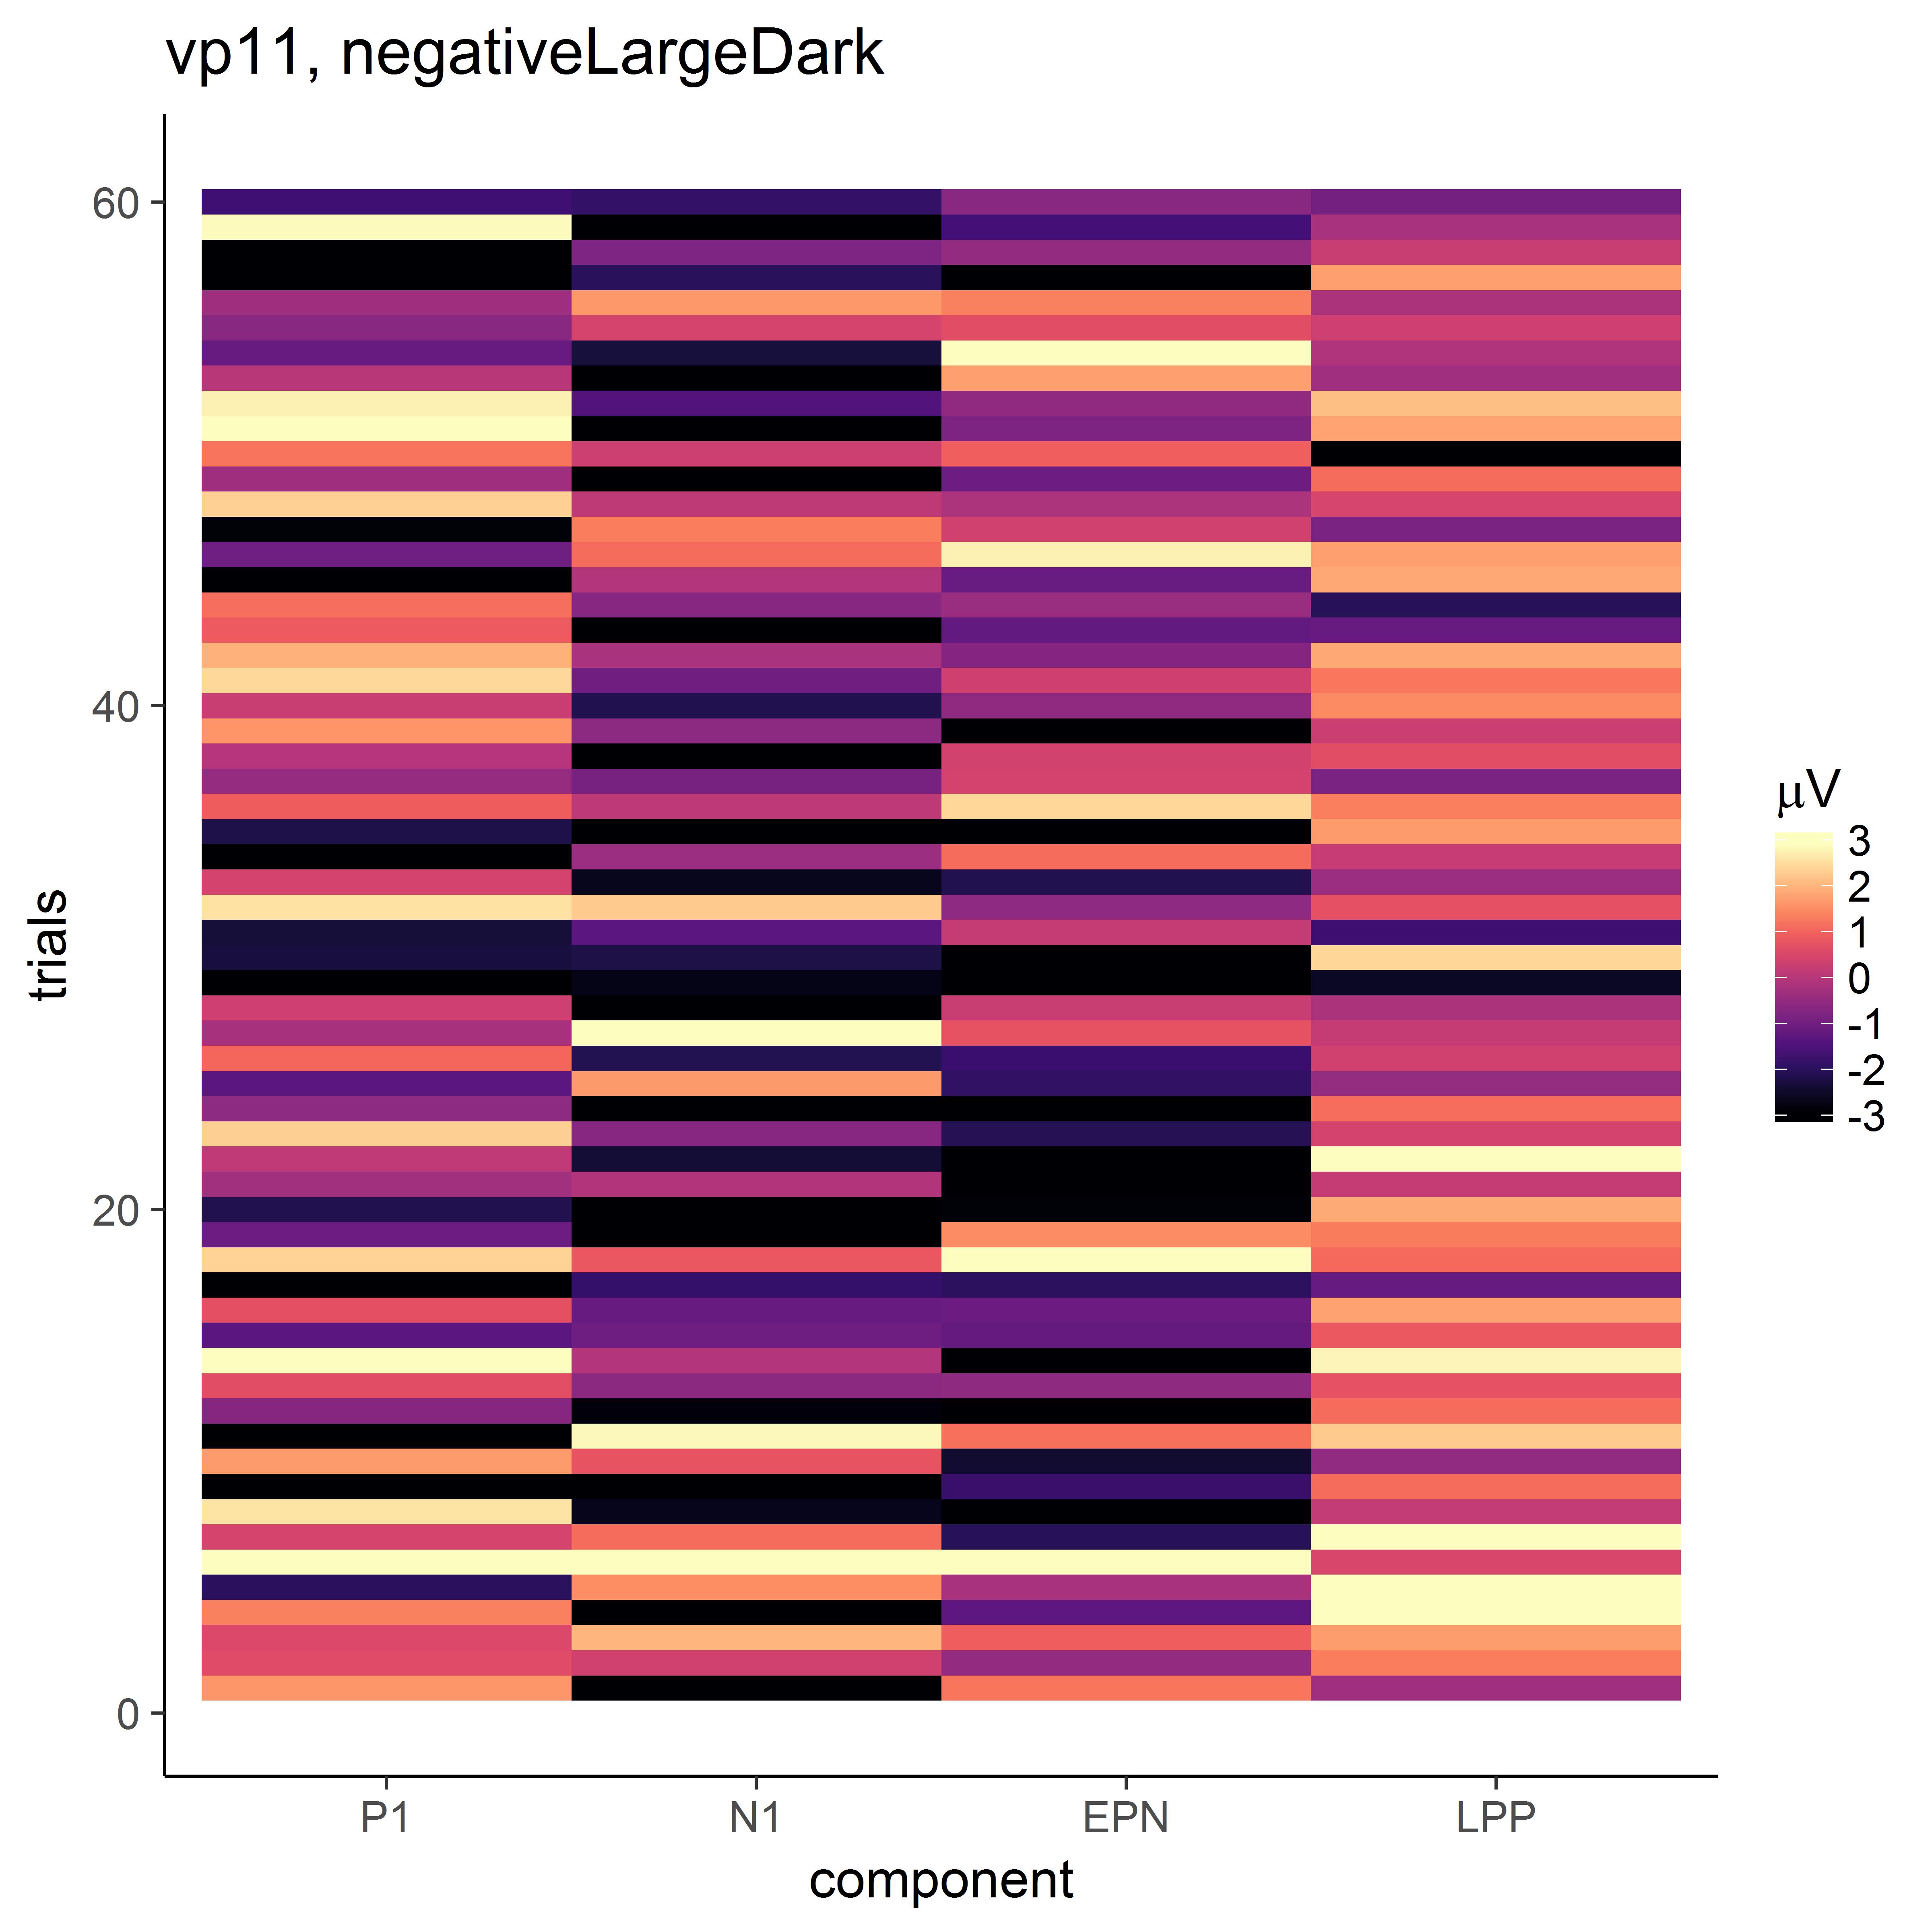 vp11, negativeLargeDark
60
40
20
0
trials
P1 N1 EPN LPP
component
µV
3
2
1
0
-1
-2
-3